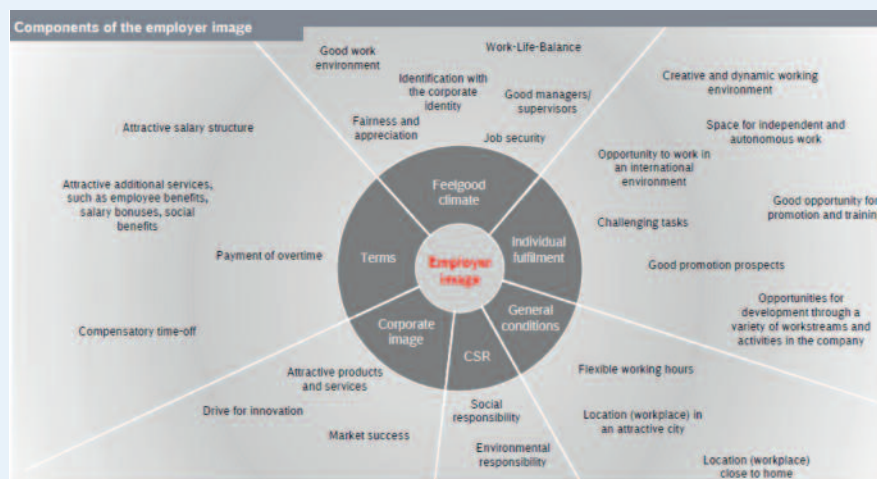 Components of the employer image
Good work
environment
Work-Life-Balance
Identification with
the corporate
identity
Good managers/
supervisors
Fairness and
appreciation
Job security
Creative and dynamic working
environment
Space for independent and
autonomous work
Opportunity to work in
an international
environment
Good opportunity for
promotion and training
Challenging tasks
Good promotion prospects
Opportunities for
development through a
variety of workstreams and
activities in the company
Attractive salary structure
Attractive additional services,
such as employee benefits,
salary bonuses, social
benefits
Payment of overtime
Compensatory time-off
Feelgood
climate
Individual
fulfilment
General
conditions
CSR
Corporate
image
Terms
Employer
image
Attractive products
and services
Drive for innovation
Market success
Social
responsibility
Environmental
responsibility
Flexible working hours
Location (workplace) in
an attractive city
Location (workplace)
close to home